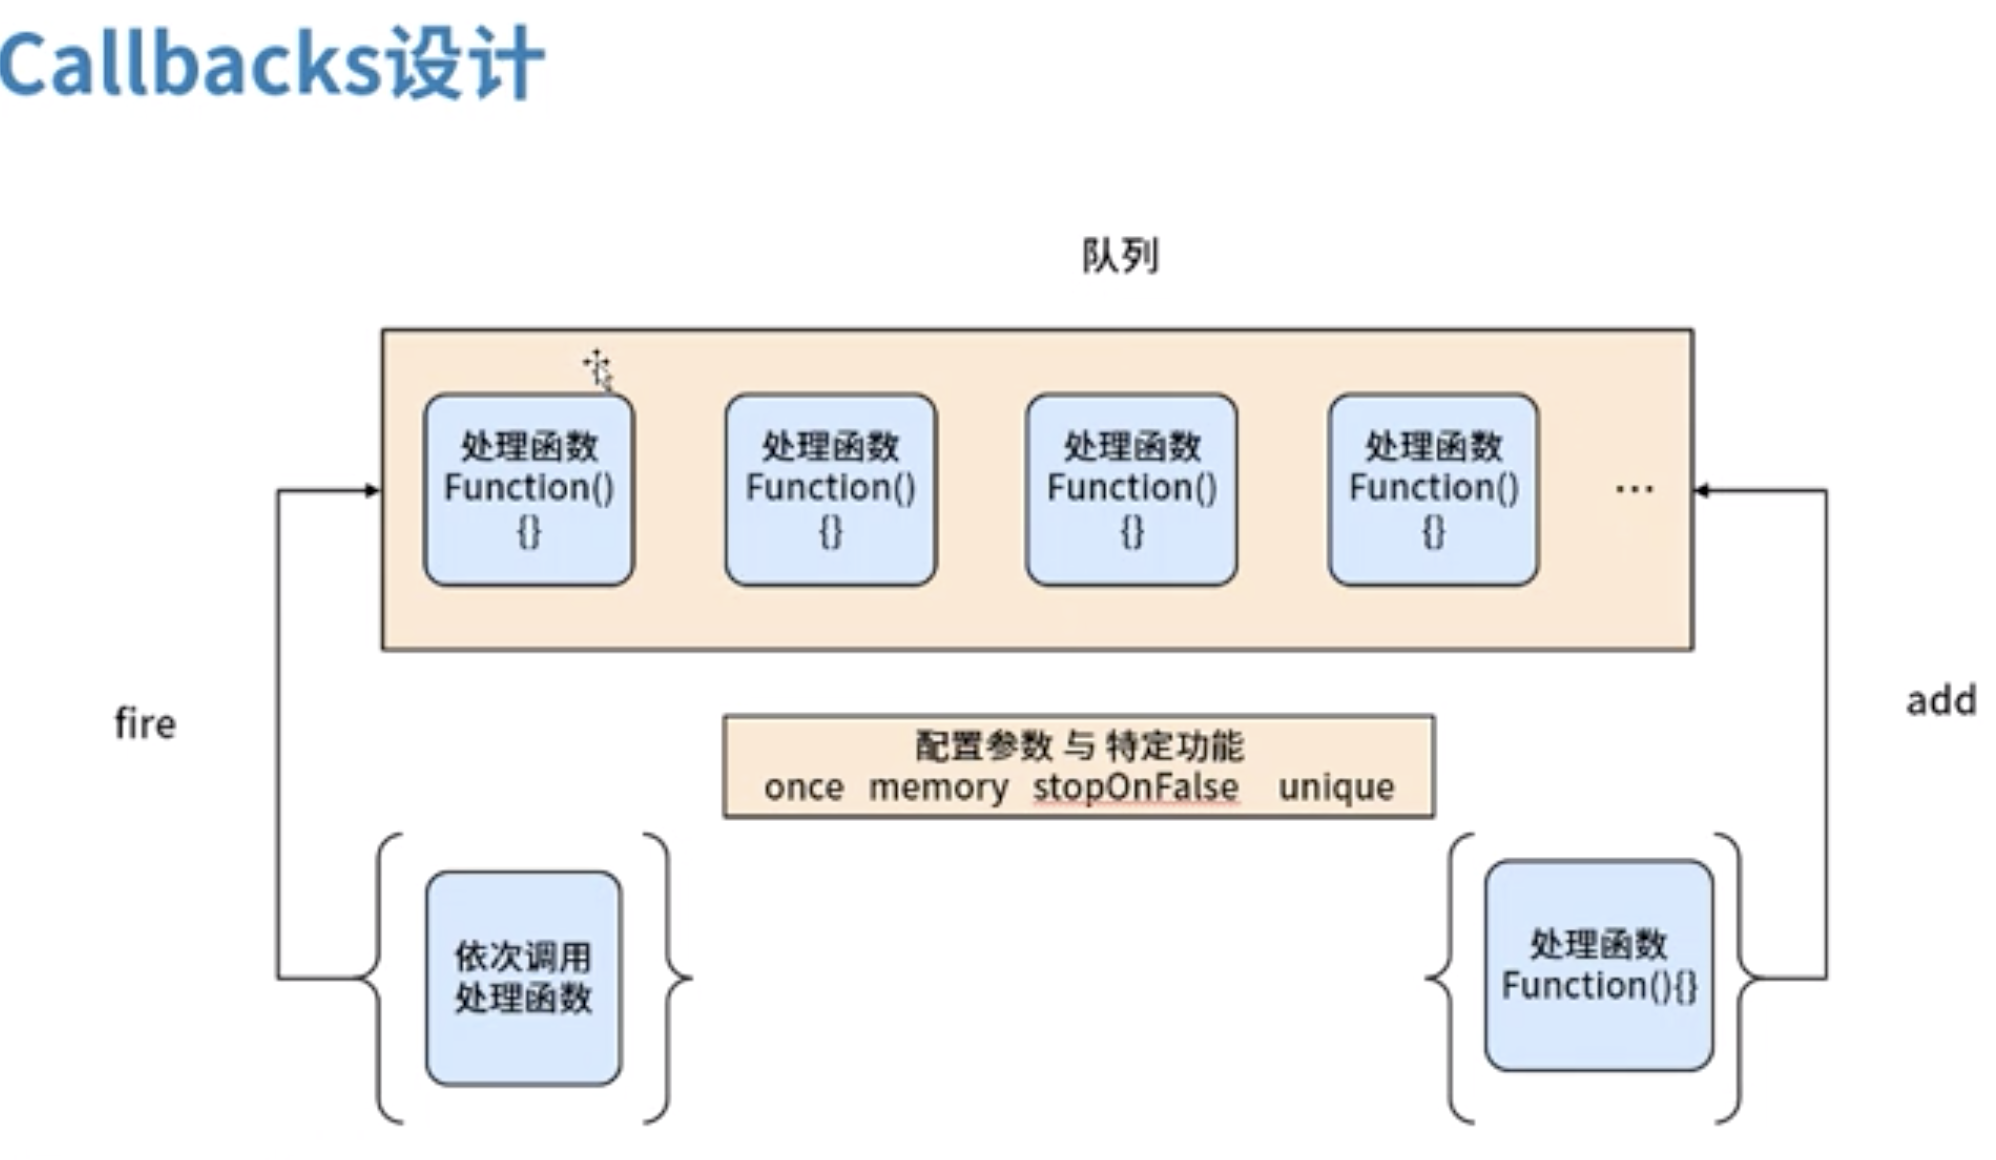 Callbacks设计
队列
处理函数
Function()
{}
处理函数
Function()
{}
处理函数
Function()
{}
处理函数
Function()
{}
...
fire
add
配置参数 与 特定功能
once memory stopOnFalse unique
依次调用
处理函数
处理函数
Function(){}